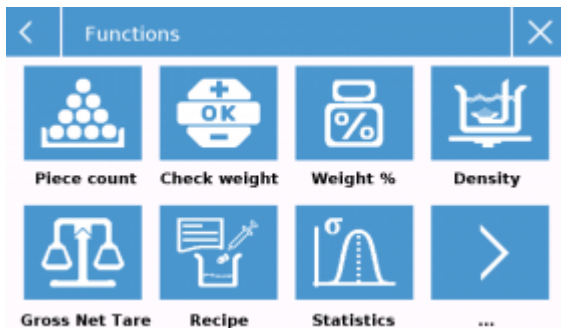 Functions
OK
%
Piece count Check weight Weight % Density
σ
Gross Net Tare Recipe Statistics ...